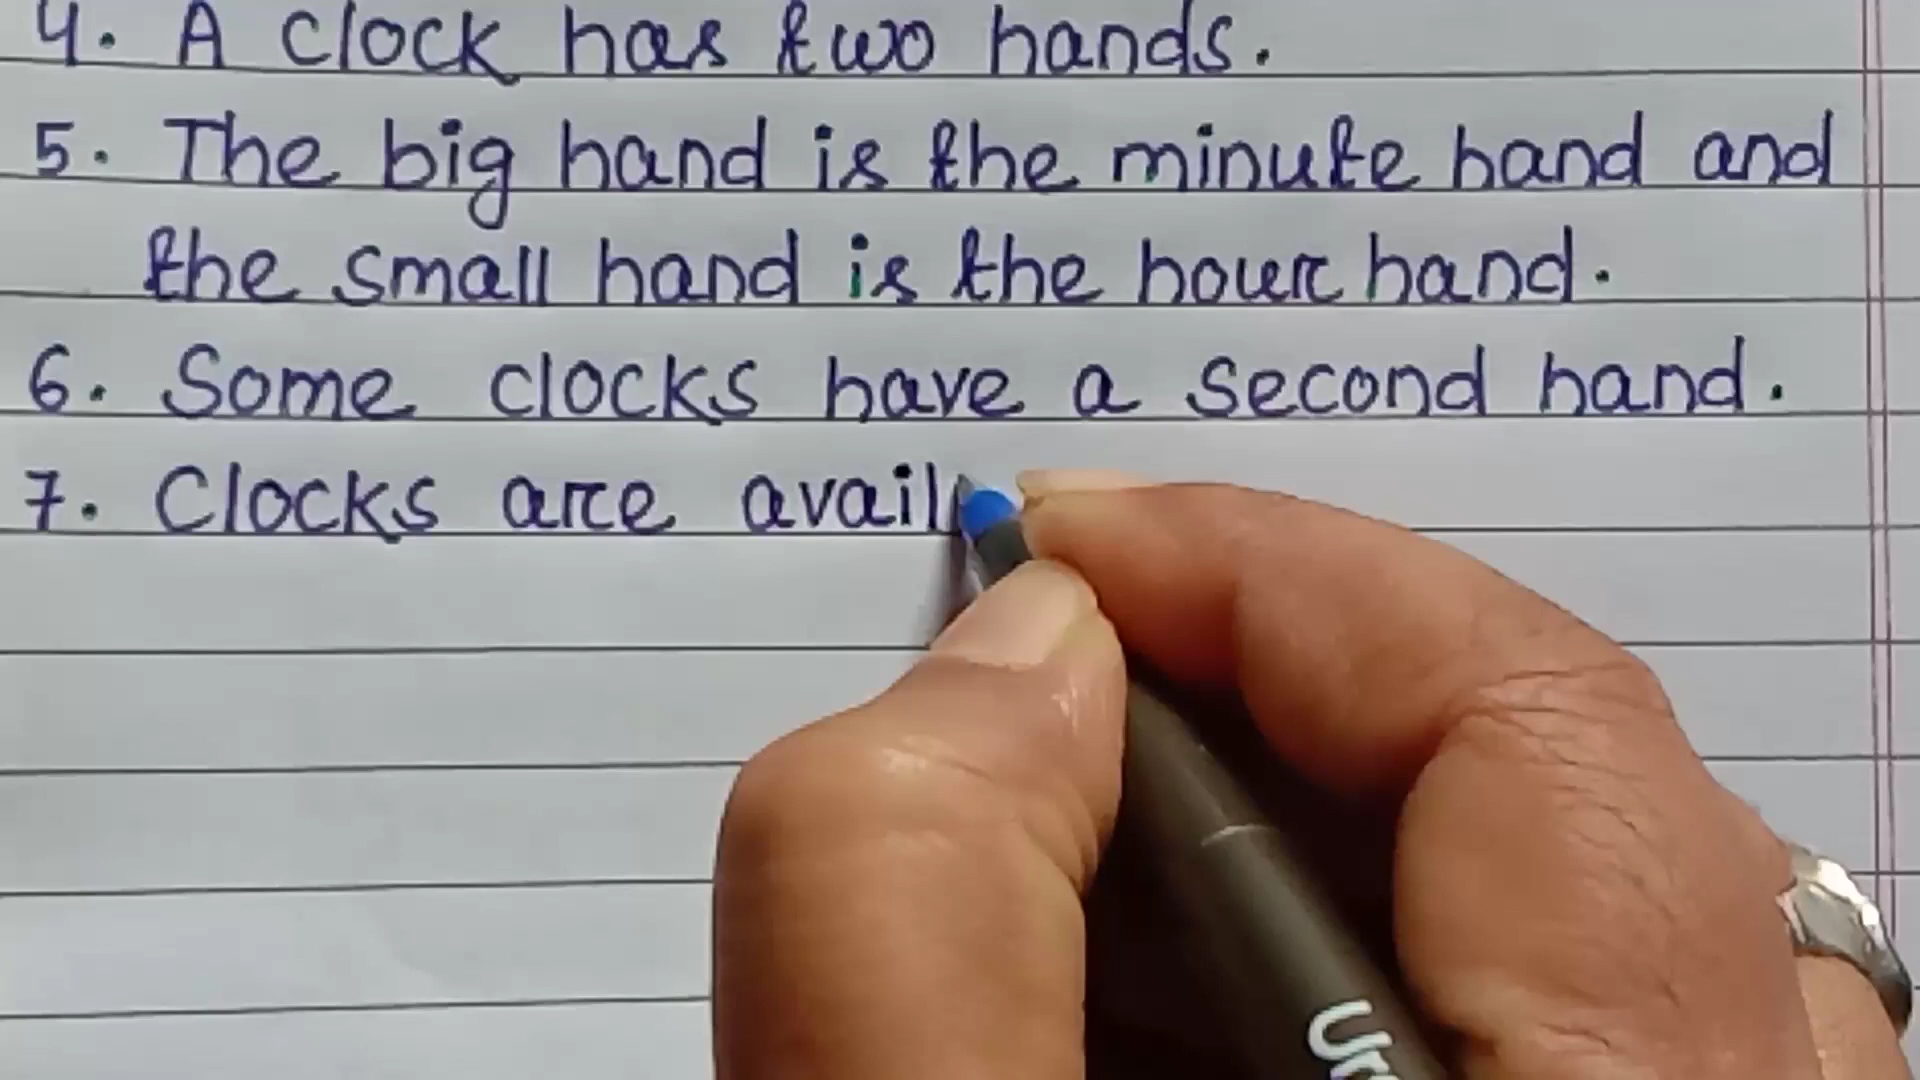 4. A clock has two hands.
5. The big hand is the minute hand and
the small hand is the hour hand.
6. Some clocks have a second hand.
7. Clocks are avail